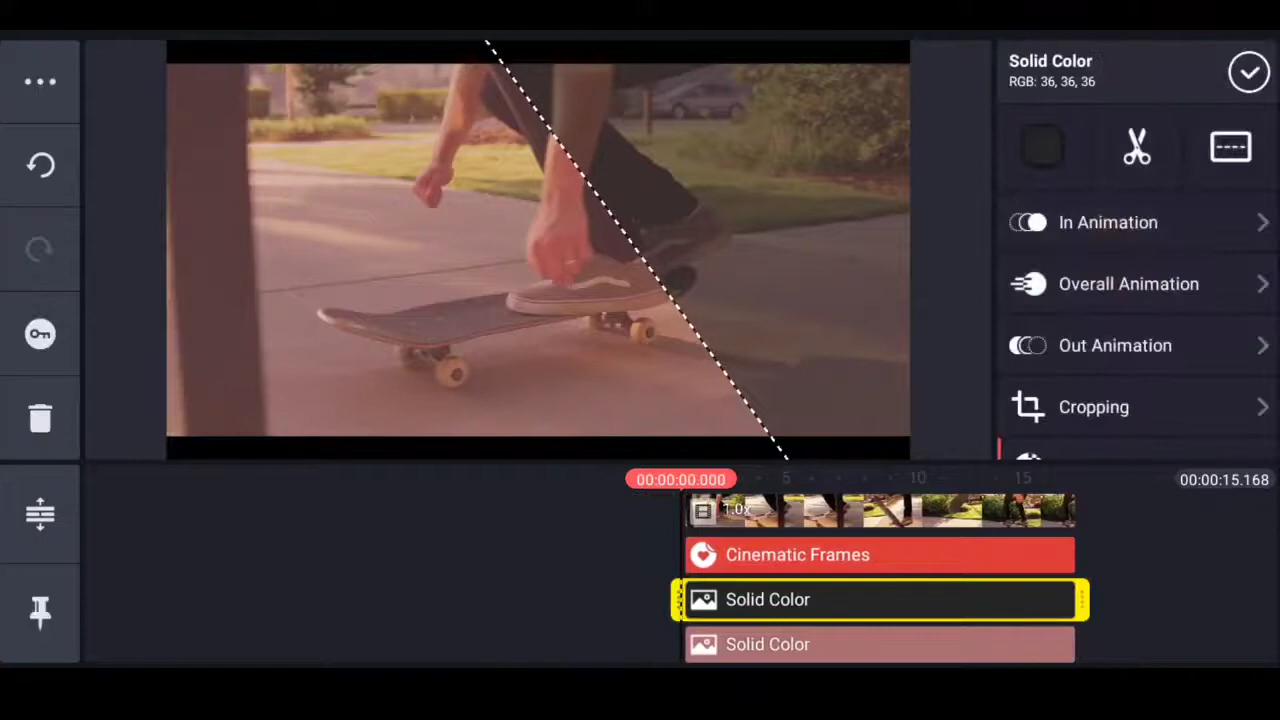 Solid Color
RGB: 36, 36, 36
In Animation
Overall Animation
Out Animation
Cropping
00:00:00.000
5
10
15
00:00:15.168
1.0x
Cinematic Frames
Solid Color
Solid Color